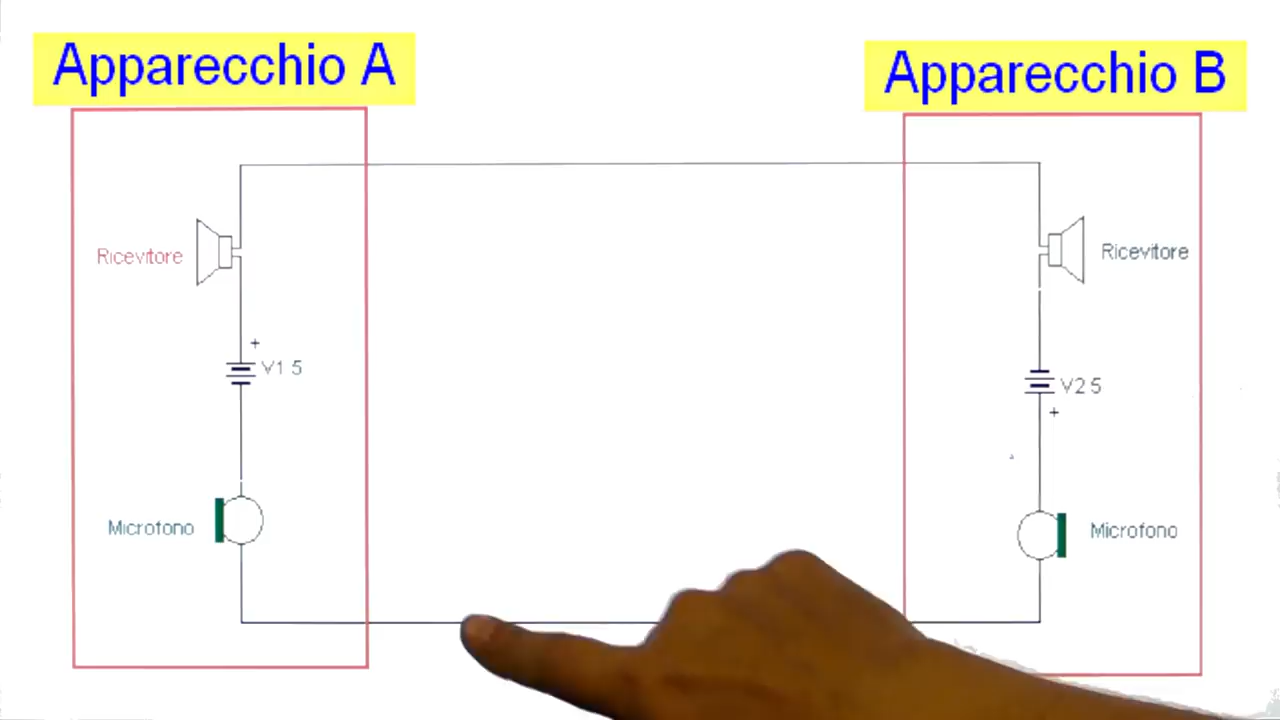 Apparecchio A
Apparecchio B
Ricevitore
Ricevitore
+
V1 5
V2 5
+
Microfono
Microfono